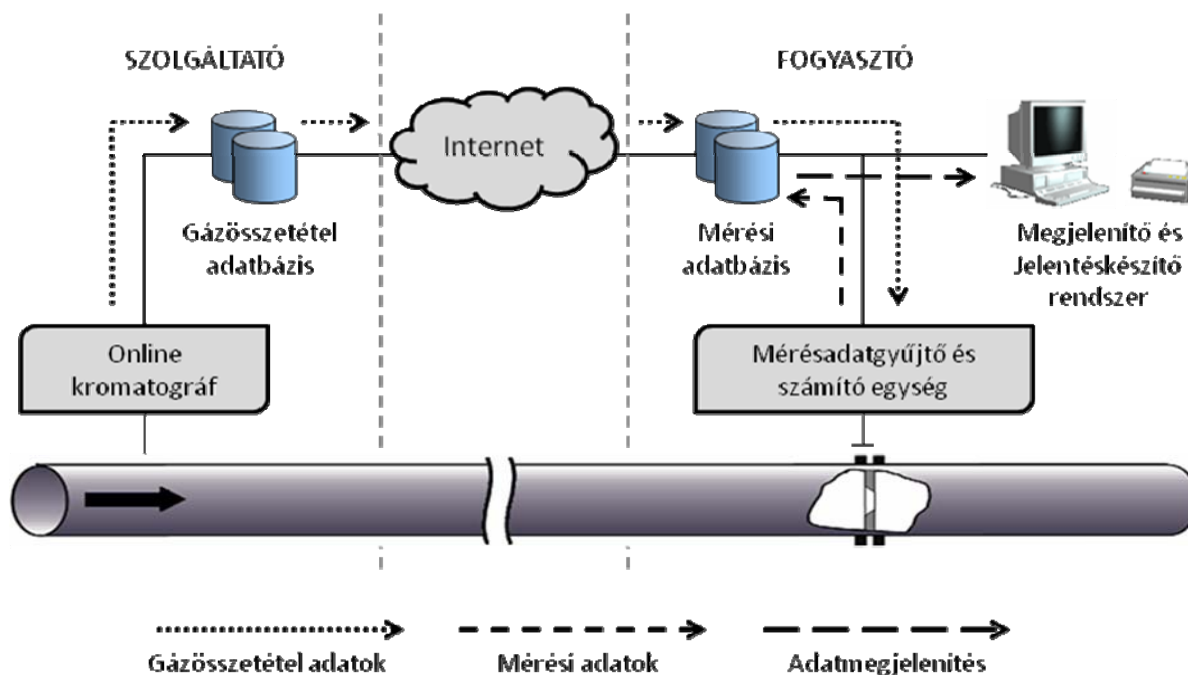 SZOLGÁLTATÓ
FOGYASZTÓ
Internet
Gázösszetétel
adatbázis
Mérési
adatbázis
Megjelenítő és
Jelentéskészítő
rendszer
Online
kromatográf
Mérésadatgyűjtő és
számító egység
Gázösszetétel adatok
Mérési adatok
Adatmegjelenítés